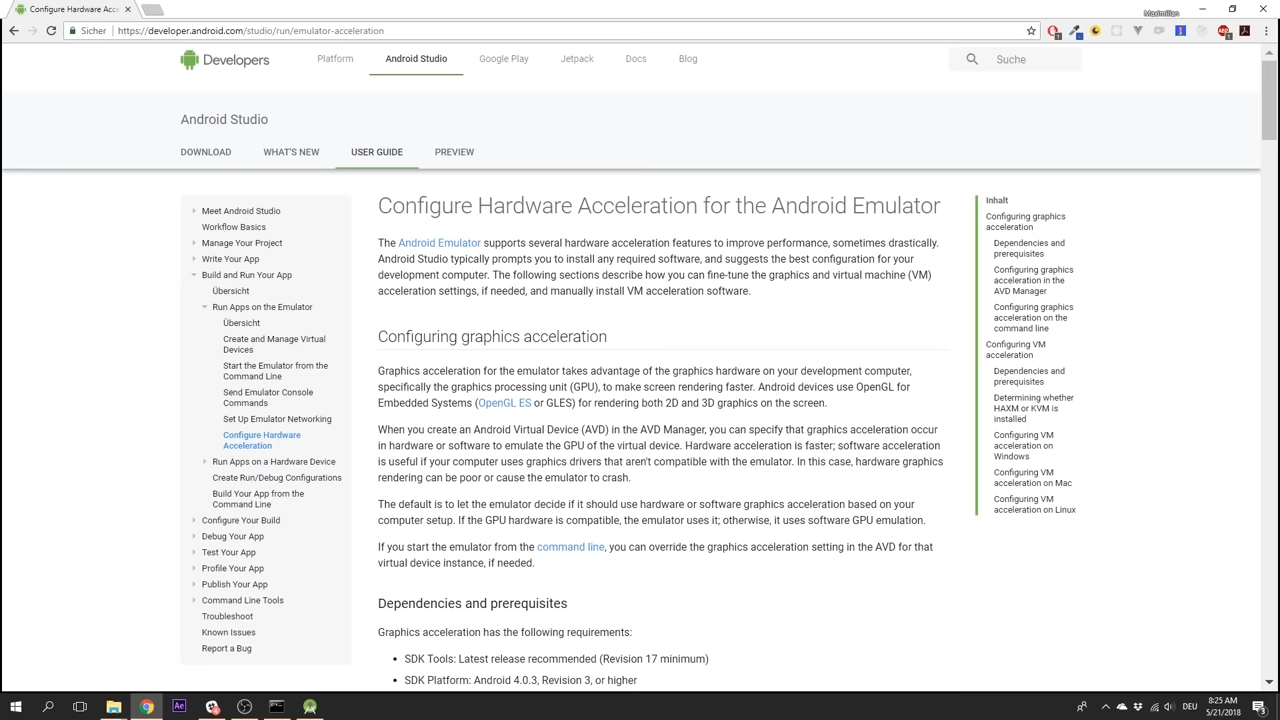 Configure Hardware Acce
Maximilian
Sicher
https://developer.android.com/studio/run/emulator-acceleration
Developers
Platform
Android Studio
Google Play
Jetpack
Docs
Blog
Suche
Android Studio
DOWNLOAD
WHAT'S NEW
USER GUIDE
PREVIEW
Meet Android Studio
Workflow Basics
Manage Your Project
Write Your App
Build and Run Your App
Übersicht
Run Apps on the Emulator
Übersicht
Create and Manage Virtual
Devices
Start the Emulator from the
Command Line
Send Emulator Console
Commands
Set Up Emulator Networking
Configure Hardware
Acceleration
Run Apps on a Hardware Device
Create Run/Debug Configurations
Build Your App from the
Command Line
Configure Your Build
Debug Your App
Test Your App
Profile Your App
Publish Your App
Command Line Tools
Troubleshoot
Known Issues
Report a Bug
Configure Hardware Acceleration for the Android Emulator
The Android Emulator supports several hardware acceleration features to improve performance, sometimes drastically.
Android Studio typically prompts you to install any required software, and suggests the best configuration for your
development computer. The following sections describe how you can fine-tune the graphics and virtual machine (VM)
acceleration settings, if needed, and manually install VM acceleration software.
Configuring graphics acceleration
Graphics acceleration for the emulator takes advantage of the graphics hardware on your development computer,
specifically the graphics processing unit (GPU), to make screen rendering faster. Android devices use OpenGL for
Embedded Systems (OpenGL ES or GLES) for rendering both 2D and 3D graphics on the screen.
When you create an Android Virtual Device (AVD) in the AVD Manager, you can specify that graphics acceleration occur
in hardware or software to emulate the GPU of the virtual device. Hardware acceleration is faster; software acceleration
is useful if your computer uses graphics drivers that aren't compatible with the emulator. In this case, hardware graphics
rendering can be poor or cause the emulator to crash.
The default is to let the emulator decide if it should use hardware or software graphics acceleration based on your
computer setup. If the GPU hardware is compatible, the emulator uses it; otherwise, it uses software GPU emulation.
If you start the emulator from the command line, you can override the graphics acceleration setting in the AVD for that
virtual device instance, if needed.
Dependencies and prerequisites
Graphics acceleration has the following requirements:
• SDK Tools: Latest release recommended (Revision 17 minimum)
• SDK Platform: Android 4.0.3, Revision 3, or higher
Inhalt
Configuring graphics
acceleration
Dependencies and
prerequisites
Configuring graphics
acceleration in the
AVD Manager
Configuring graphics
acceleration on the
command line
Configuring VM
acceleration
Dependencies and
prerequisites
Determining whether
HAXM or KVM is
installed
Configuring VM
acceleration on
Windows
Configuring VM
acceleration on Mac
Configuring VM
acceleration on Linux
Ae
DEU
8:25 AM
5/21/2018